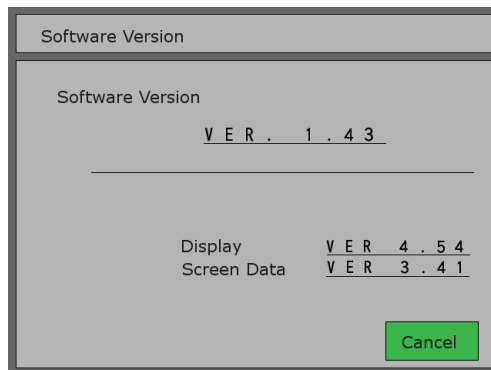 Software Version
Software Version
VER. 1.43
Display VER 4.54
Screen Data VER 3.41
Cancel